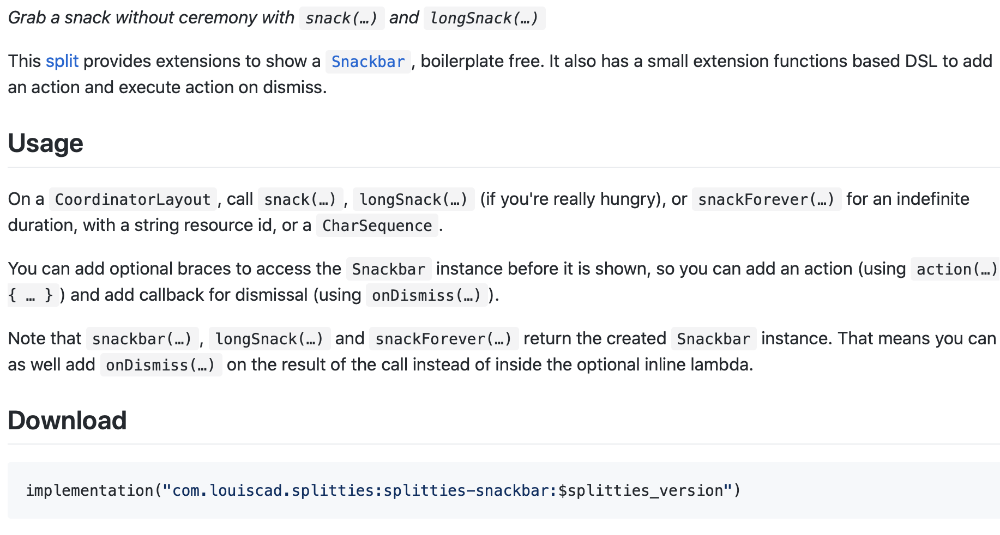 Grab a snack without ceremony with snack(…) and longSnack(…)
This split provides extensions to show a Snackbar, boilerplate free. It also has a small extension functions based DSL to add
an action and execute action on dismiss.
Usage
On a CoordinatorLayout, call snack(…), longSnack(…) (if you're really hungry), or snackForever(…) for an indefinite
duration, with a string resource id, or a CharSequence.
You can add optional braces to access the Snackbar instance before it is shown, so you can add an action (using action(…)
{ … }) and add callback for dismissal (using onDismiss(…)).
Note that snackbar(…), longSnack(…) and snackForever(…) return the created Snackbar instance. That means you can
as well add onDismiss(…) on the result of the call instead of inside the optional inline lambda.
Download
implementation("com.louiscad.splitties:splitties-snackbar:$splitties_version")